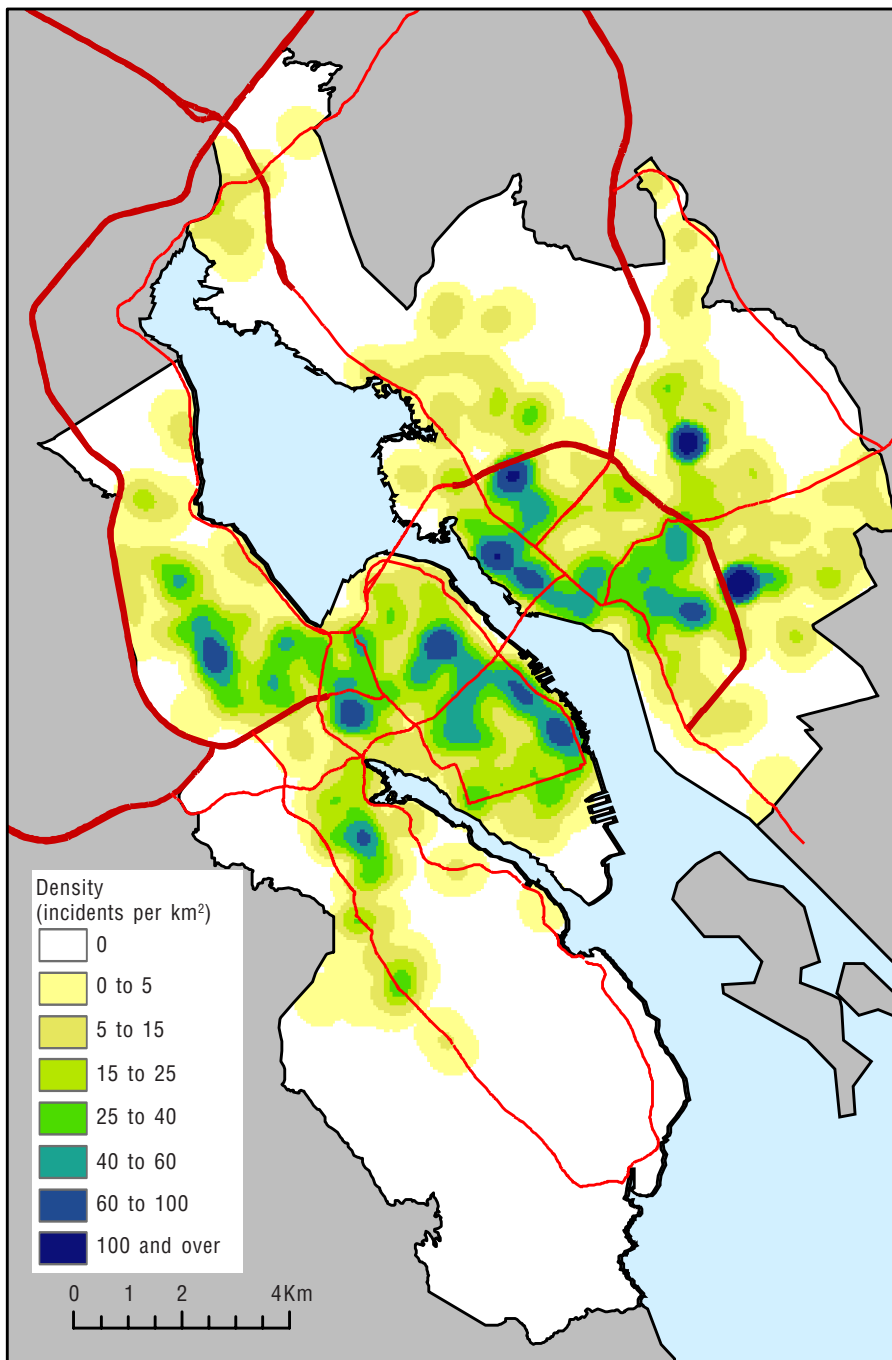 Density
(incidents per km²)
0
0 to 5
5 to 15
15 to 25
25 to 40
40 to 60
60 to 100
100 and over
0 1 2 4Km